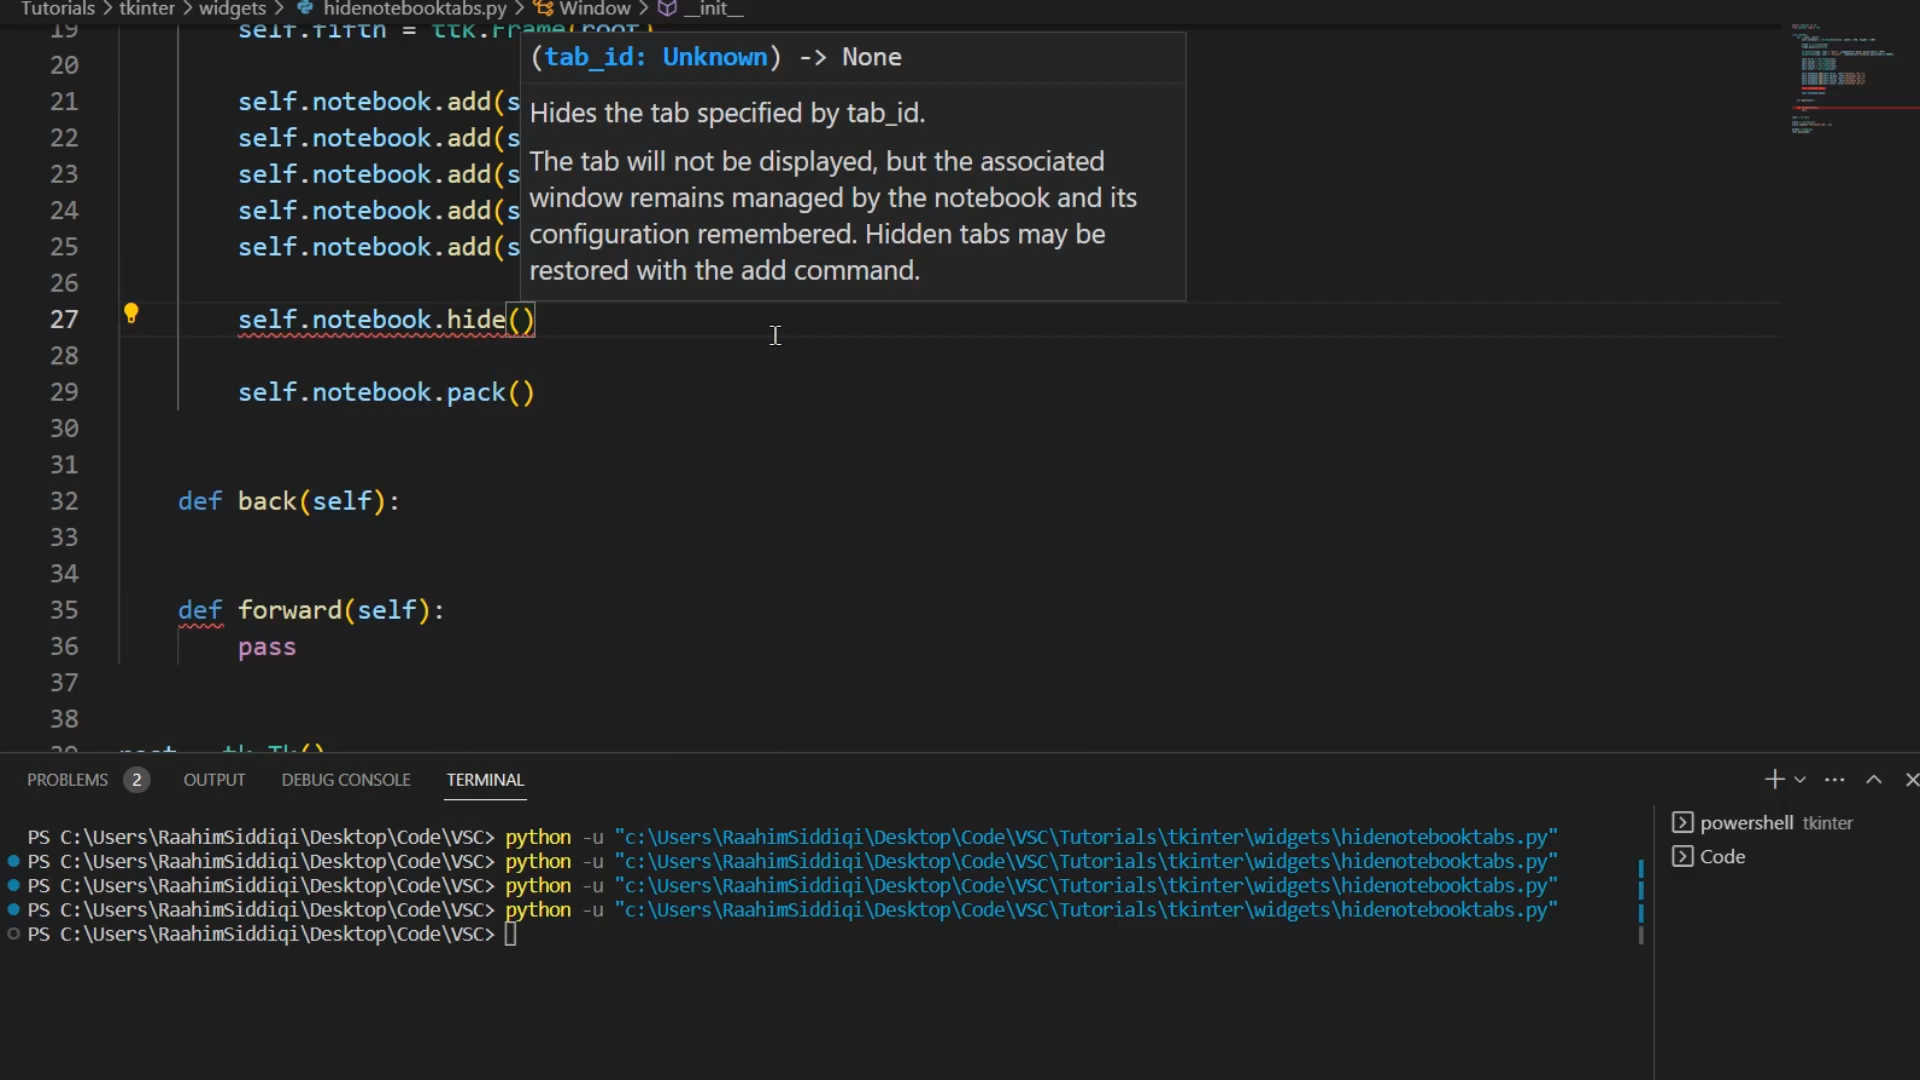 Tutorials > tkinter > widgets > hidenotebooktabs.py > Window > __init__
19 self.fifth = ttk.Frame(root)
(tab_id: Unknown) -> None
20
21 self.notebook.add(s
Hides the tab specified by tab_id.
22 self.notebook.add(s
The tab will not be displayed, but the associated
23 self.notebook.add(s
window remains managed by the notebook and its
24 self.notebook.add(s
configuration remembered. Hidden tabs may be
25 self.notebook.add(s
restored with the add command.
26
27 self.notebook.hide()
28
29 self.notebook.pack()
30
31
32 def back(self):
33
34
35 def forward(self):
36 pass
37
38
39 root = tk.Tk()
PROBLEMS 2 OUTPUT DEBUG CONSOLE TERMINAL
PS C:\Users\RaahimSiddiqi\Desktop\Code\VSC> python -u "c:\Users\RaahimSiddiqi\Desktop\Code\VSC\Tutorials\tkinter\widgets\hidenotebooktabs.py"
PS C:\Users\RaahimSiddiqi\Desktop\Code\VSC> python -u "c:\Users\RaahimSiddiqi\Desktop\Code\VSC\Tutorials\tkinter\widgets\hidenotebooktabs.py"
PS C:\Users\RaahimSiddiqi\Desktop\Code\VSC> python -u "c:\Users\RaahimSiddiqi\Desktop\Code\VSC\Tutorials\tkinter\widgets\hidenotebooktabs.py"
PS C:\Users\RaahimSiddiqi\Desktop\Code\VSC> python -u "c:\Users\RaahimSiddiqi\Desktop\Code\VSC\Tutorials\tkinter\widgets\hidenotebooktabs.py"
PS C:\Users\RaahimSiddiqi\Desktop\Code\VSC>
powershell tkinter
Code